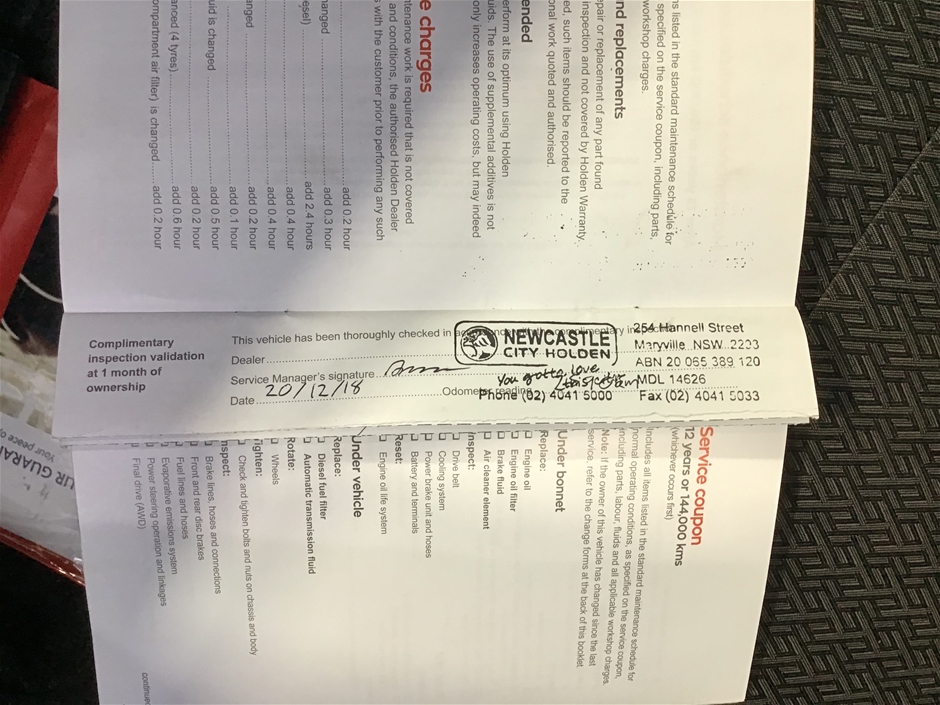 Complimentary
inspection validation
at 1 month of
ownership
This vehicle has been thoroughly checked in
Dealer
Service Manager's signature
Date 20/12/18
Odometer reading
You gotta love
NEWCASTLE
CITY HOLDEN
Phone (02) 4041 5000
254 Hannell Street
Maryville NSW 2293
ABN 20 065 389 120
MDL 14626
Fax (02) 4041 5033
ns listed in the standard maintenance schedule for
specified on the service coupon, including parts,
workshop charges.
nd replacements
pair or replacement of any part found
inspection and not covered by Holden Warranty.
ed, such items should be reported to the
onal work quoted and authorised.
ended
erform at its optimum using Holden
uids. The use of supplemental additives is not
only increases operating costs, but may indeed
e charges
tenance work is required that is not covered
and conditions, the authorised Holden Dealer
s with the customer prior to performing any such
add 0.2 hour
hanged add 0.3 hour
esel) add 2.4 hours
add 0.4 hour
add 0.4 hour
anged add 0.2 hour
add 0.1 hour
uid is changed add 0.5 hour
add 0.2 hour
anced (4 tyres) add 0.6 hour
ompartment air filter) is changed add 0.2 hour
Service coupon
12 years or 144,000 kms
(whichever occurs first)
Includes all items listed in the standard maintenance schedule for
normal operating conditions, as specified on the service coupon,
including parts, labour, fluids and all applicable workshop charges.
Note: If the owner of this vehicle has changed since the last
service, refer to the change forms at the back of this booklet
Under bonnet
Replace:
Engine oil
Engine oil filter
Brake fluid
Air cleaner element
Inspect:
Drive belt
Cooling system
Power brake unit and hoses
Battery and terminals
Reset:
Engine oil life system
Under vehicle
Replace:
Diesel fuel filter
Automatic transmission fluid
Rotate:
Wheels
Tighten:
Check and tighten bolts and nuts on chassis and body
Inspect:
Brake lines, hoses and connections
Front and rear disc brakes
Fuel lines and hoses
Evaporative emissions system
Power steering operation and linkages
Final drive (AWD)
continued
UR GUARA
Your peace o